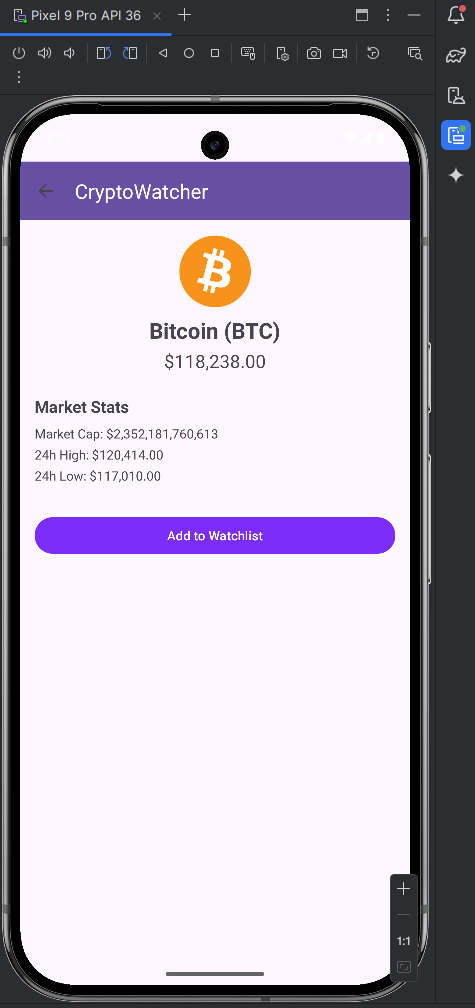 Pixel 9 Pro API 36
CryptoWatcher
Bitcoin (BTC)
$118,238.00
Market Stats
Market Cap: $2,352,181,760,613
24h High: $120,414.00
24h Low: $117,010.00
Add to Watchlist
1:1